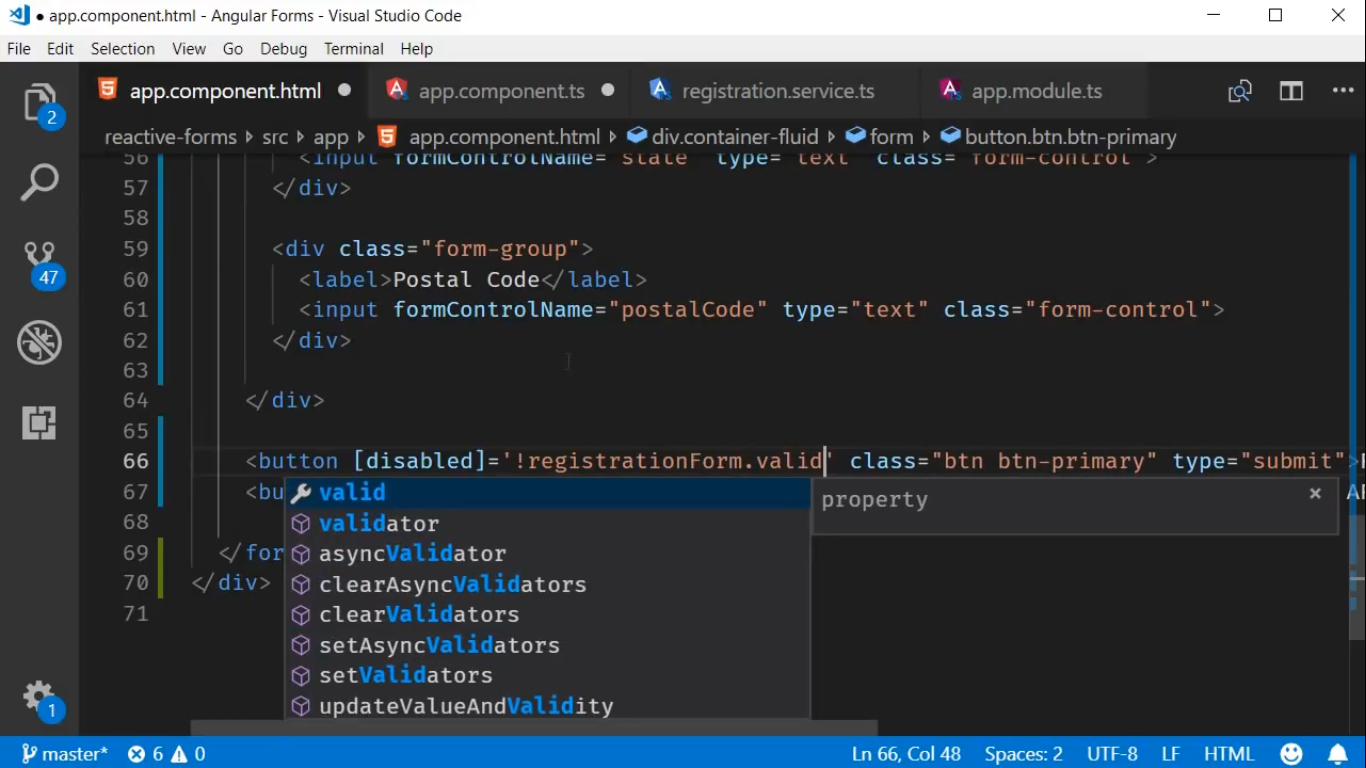 app.component.html - Angular Forms - Visual Studio Code
File Edit Selection View Go Debug Terminal Help
app.component.html app.component.ts registration.service.ts app.module.ts
reactive-forms src app app.component.html div.container-fluid form button.btn.btn-primary
56 <input formControlName="state" type="text" class="form-control">
57 </div>
58
59 <div class="form-group">
60 <label>Postal Code</label>
61 <input formControlName="postalCode" type="text" class="form-control">
62 </div>
63
64 </div>
65
66 <button [disabled]='!registrationForm.valid' class="btn btn-primary" type="submit">
67 <bu
valid
property
×
68
validator
69 </for
asyncValidator
70 </div>
clearAsyncValidators
71
clearValidators
setAsyncValidators
setValidators
updateValueAndValidity
2
47
1
master* 6 0 Ln 66, Col 48 Spaces: 2 UTF-8 LF HTML